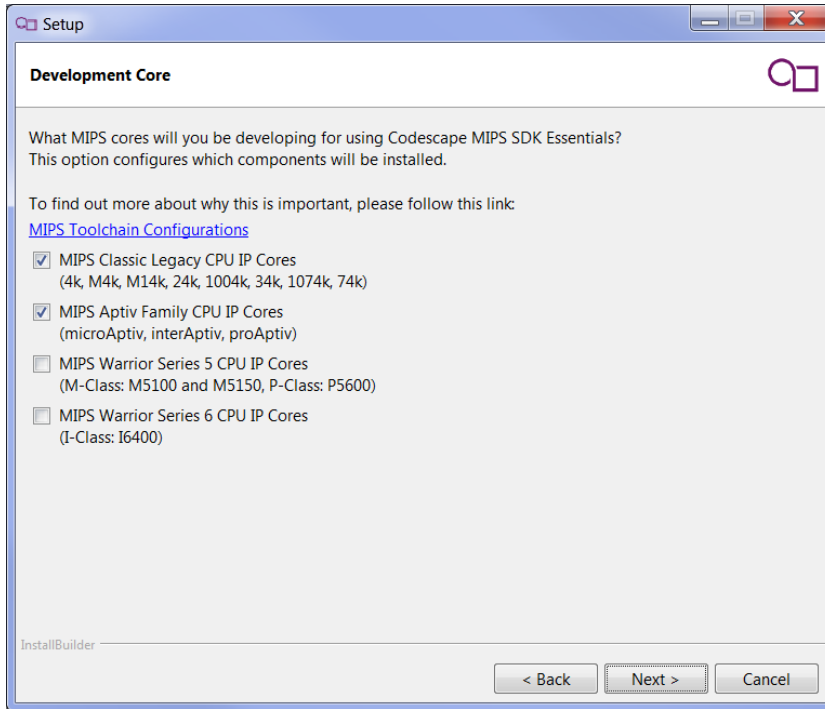 Setup
Development Core
What MIPS cores will you be developing for using Codescape MIPS SDK Essentials?
This option configures which components will be installed.
To find out more about why this is important, please follow this link:
MIPS Toolchain Configurations
MIPS Classic Legacy CPU IP Cores
(4k, M4k, M14k, 24k, 1004k, 34k, 1074k, 74k)
MIPS Aptiv Family CPU IP Cores
(microAptiv, interAptiv, proAptiv)
MIPS Warrior Series 5 CPU IP Cores
(M-Class: M5100 and M5150, P-Class: P5600)
MIPS Warrior Series 6 CPU IP Cores
(I-Class: I6400)
InstallBuilder
< Back Next > Cancel